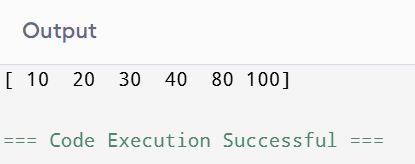 Output
[ 10  20  30  40  80 100]
=== Code Execution Successful ===